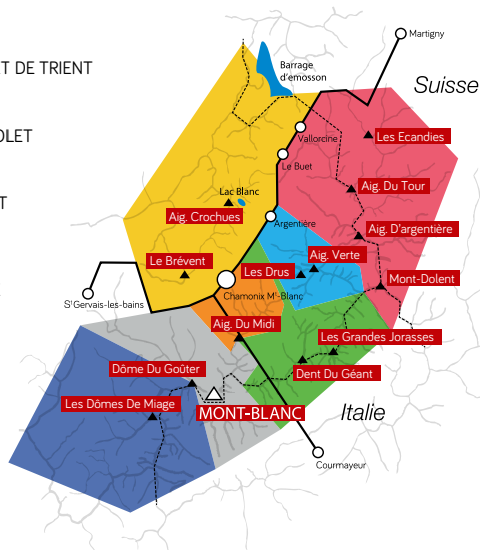 Martigny
Barrage
d'emosson
ET DE TRIENT
Suisse
OLET
Vallorcine
Les Ecandies
Le Buet
Aig. Du Tour
Lac Blanc
T
Aig. Crochues
Argentière
Aig. D'argentière
Aig. Verte
Le Brévent
Les Drus
Mont-Dolent
Chamonix Mt-Blanc
St Gervais-les-bains
Aig. Du Midi
Les Grandes Jorasses
Dôme Du Goûter
Dent Du Géant
Les Dômes De Miage
MONT-BLANC
Italie
Courmayeur